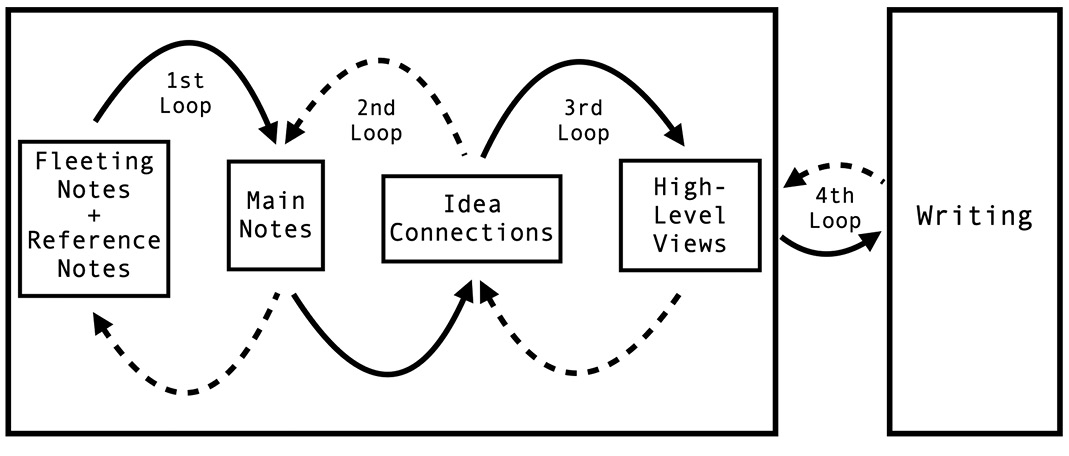 1st
Loop
2nd
Loop
3rd
Loop
4th
Loop
Fleeting
Notes
+
Reference
Notes
Main
Notes
Idea
Connections
High-
Level
Views
Writing